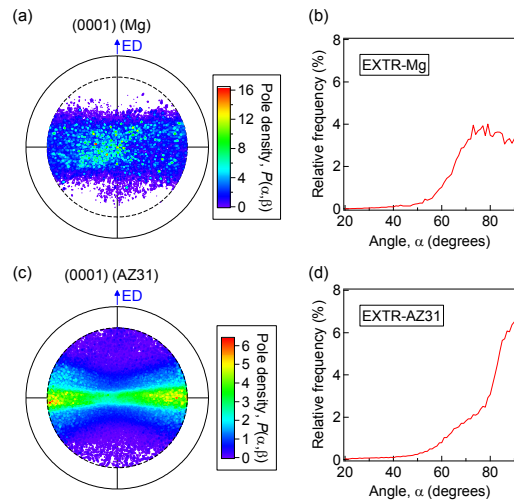 (a)
(0001) (Mg)
ED
Pole density, P(α,β)
16
12
8
4
0
(b)
EXTR-Mg
Relative frequency (%)
8
6
4
2
0
20 40 60 80
Angle, α (degrees)
(c)
(0001) (AZ31)
ED
Pole density, P(α,β)
6
5
4
3
2
1
0
(d)
EXTR-AZ31
Relative frequency (%)
8
6
4
2
0
20 40 60 80
Angle, α (degrees)